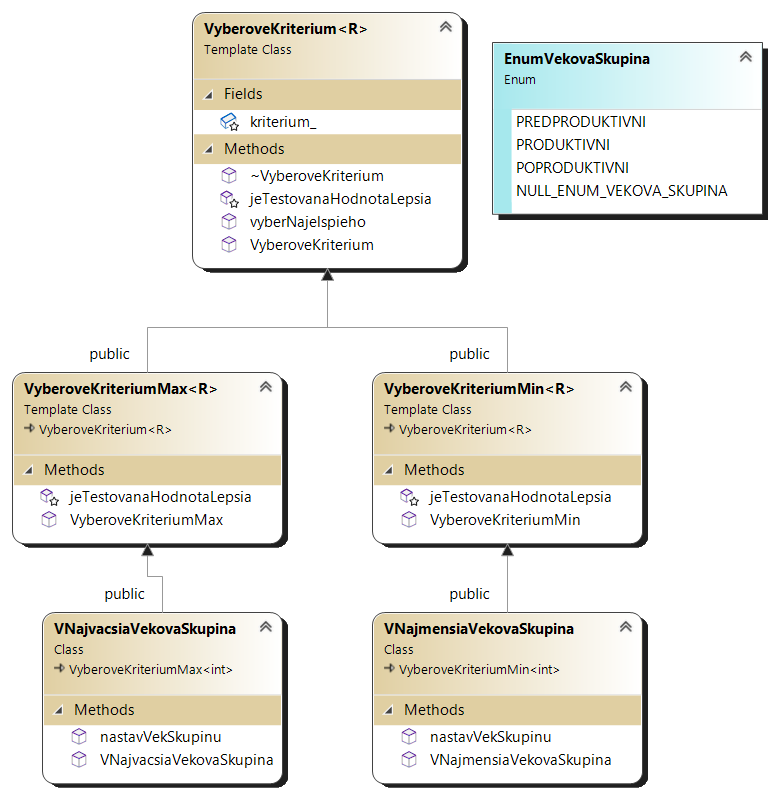 VyberoveKriterium<R>
Template Class
Fields
kriterium_
Methods
~VyberoveKriterium
jeTestovanaHodnotaLepsia
vyberNajelspieho
VyberoveKriterium
EnumVekovaSkupina
Enum
PREDPRODUKTIVNI
PRODUKTIVNI
POPRODUKTIVNI
NULL_ENUM_VEKOVA_SKUPINA
public
public
VyberoveKriteriumMax<R>
Template Class
VyberoveKriterium<R>
Methods
jeTestovanaHodnotaLepsia
VyberoveKriteriumMax
VyberoveKriteriumMin<R>
Template Class
VyberoveKriterium<R>
Methods
jeTestovanaHodnotaLepsia
VyberoveKriteriumMin
public
public
VNajvacsiaVekovaSkupina
Class
VyberoveKriteriumMax<int>
Methods
nastavVekSkupinu
VNajvacsiaVekovaSkupina
VNajmensiaVekovaSkupina
Class
VyberoveKriteriumMin<int>
Methods
nastavVekSkupinu
VNajmensiaVekovaSkupina